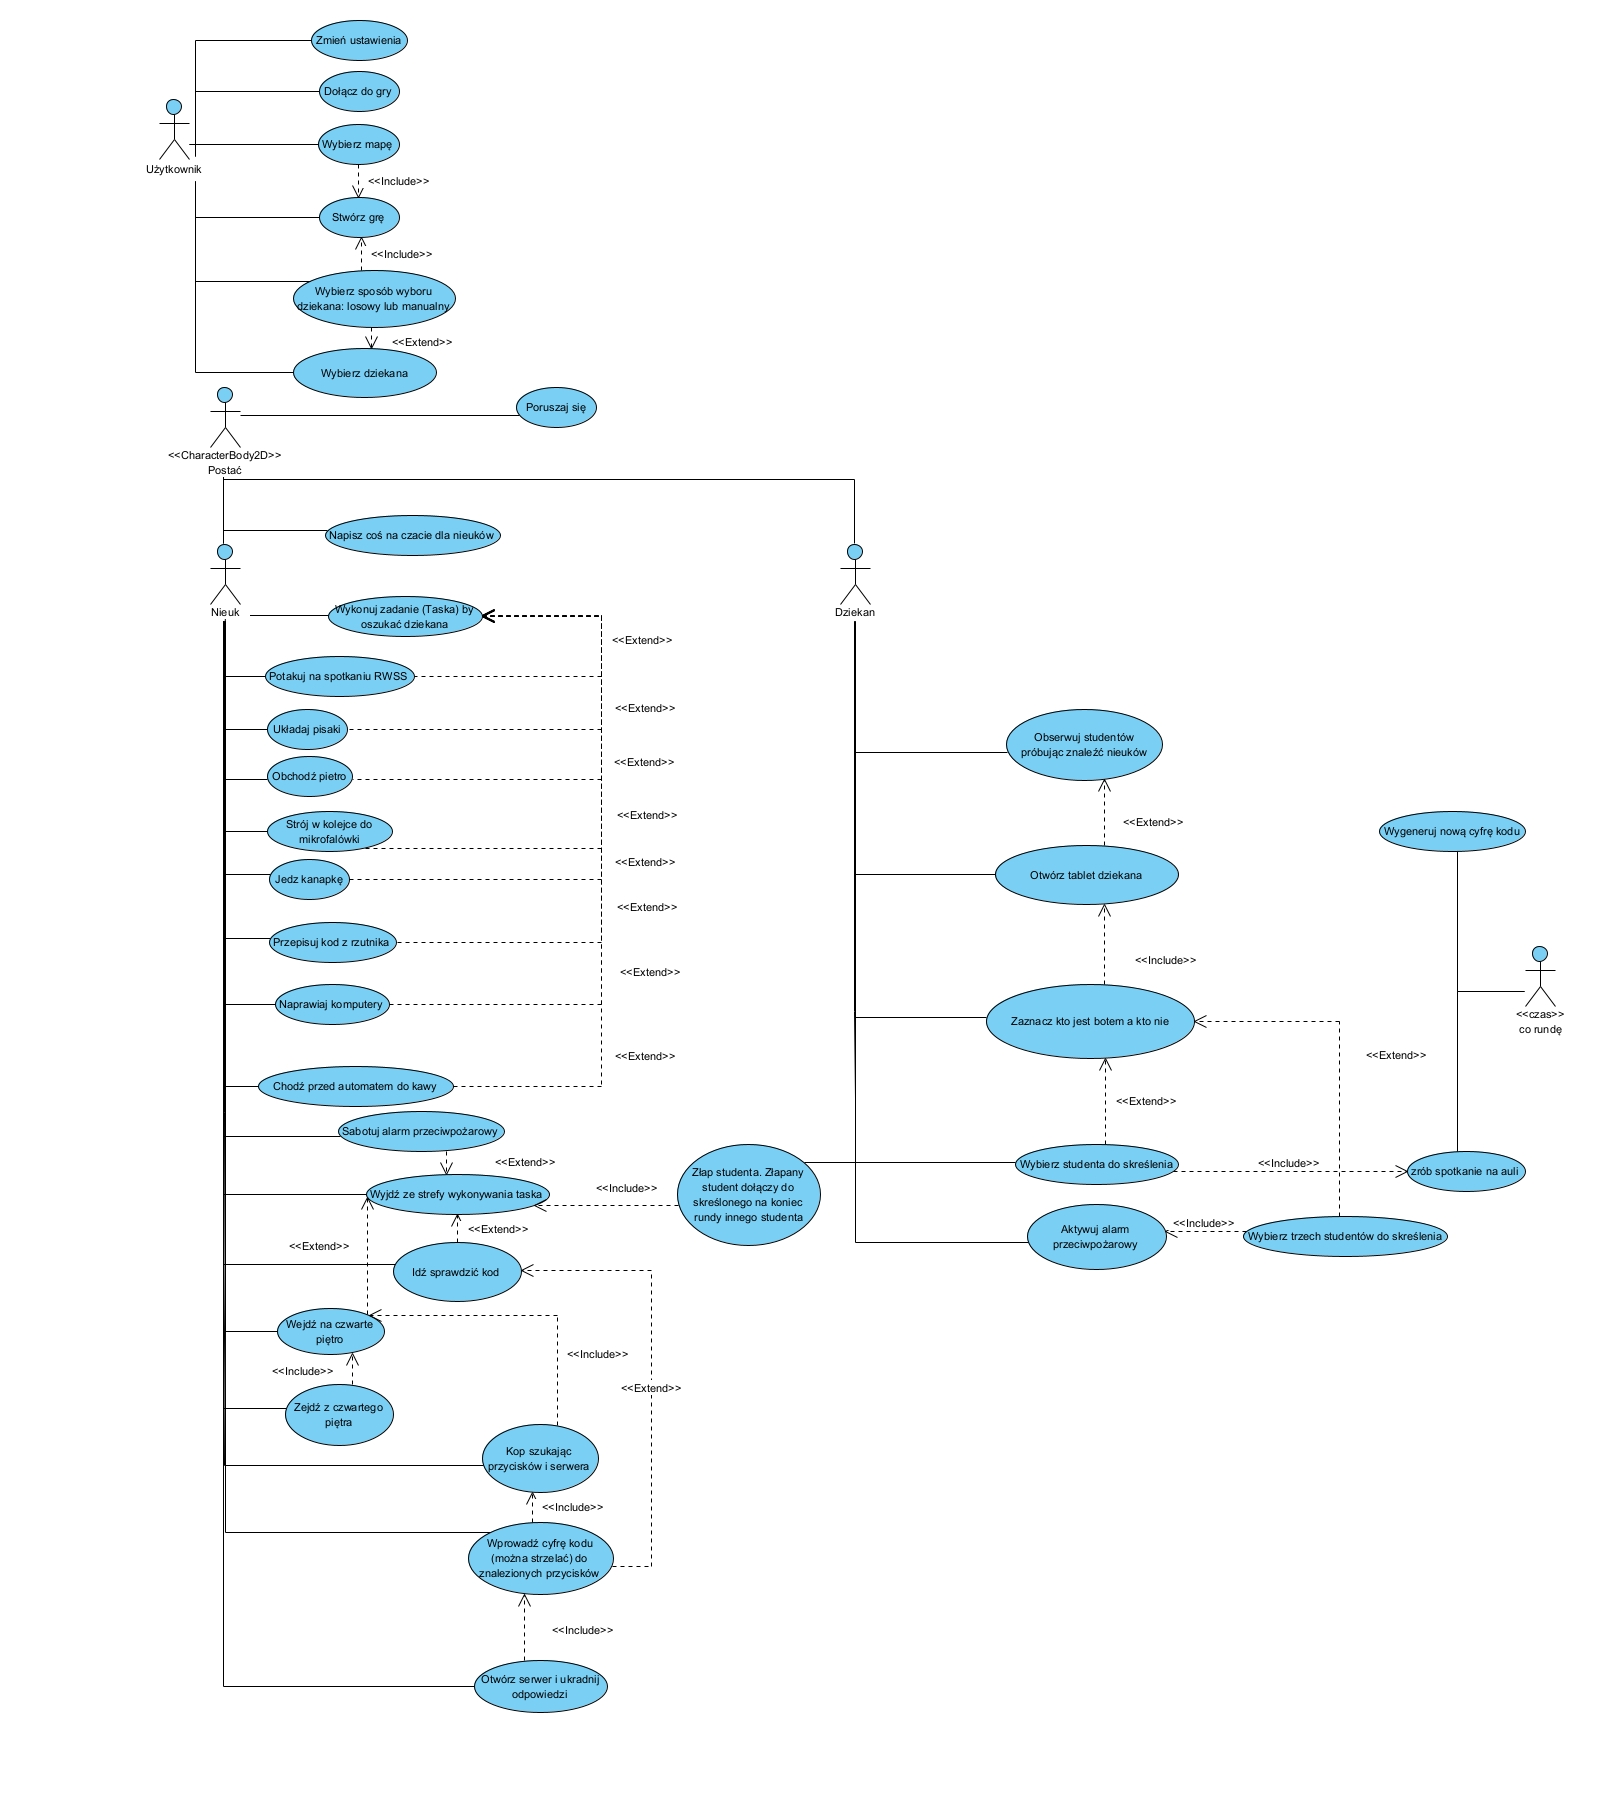 Zmień ustawienia
Dołącz do gry
Wybierz mapę
Użytkownik
<<Include>>
Stwórz grę
<<Include>>
Wybierz sposób wyboru
dziekana: losowy lub manualny
<<Extend>>
Wybierz dziekana
Poruszaj się
<<CharacterBody2D>>
Postać
Napisz coś na czacie dla nieuków
Nieuk
Dziekan
Wykonuj zadanie (Taska) by
oszukać dziekana
<<Extend>>
Potakuj na spotkaniu RWSS
<<Extend>>
Układaj pisaki
<<Extend>>
Obchodź pietro
<<Extend>>
Strój w kolejce do
mikrofalówki
<<Extend>>
Jedz kanapkę
<<Extend>>
Przepisuj kod z rzutnika
<<Extend>>
Naprawiaj komputery
<<Extend>>
Chodź przed automatem do kawy
Sabotuj alarm przeciwpożarowy
<<Extend>>
Wyjdź ze strefy wykonywania taska
<<Include>>
Złap studenta. Złapany
student dołączy do
skreślonego na koniec
rundy innego studenta
<<Extend>>
<<Extend>>
Idź sprawdzić kod
Wejdź na czwarte
piętro
<<Include>>
<<Include>>
<<Extend>>
Zejdź z czwartego
piętra
Kop szukając
przycisków i serwera
<<Include>>
Wprowadź cyfrę kodu
(można strzelać) do
znalezionych przycisków
<<Include>>
Otwórz serwer i ukradnij
odpowiedzi
Obserwuj studentów
próbując znaleźć nieuków
<<Extend>>
Otwórz tablet dziekana
<<Include>>
Zaznacz kto jest botem a kto nie
<<Extend>>
<<Extend>>
Wybierz studenta do skreślenia
<<Include>>
zrób spotkanie na auli
Aktywuj alarm
przeciwpożarowy
<<Include>>
Wybierz trzech studentów do skreślenia
Wygeneruj nową cyfrę kodu
<<czas>>
co rundę